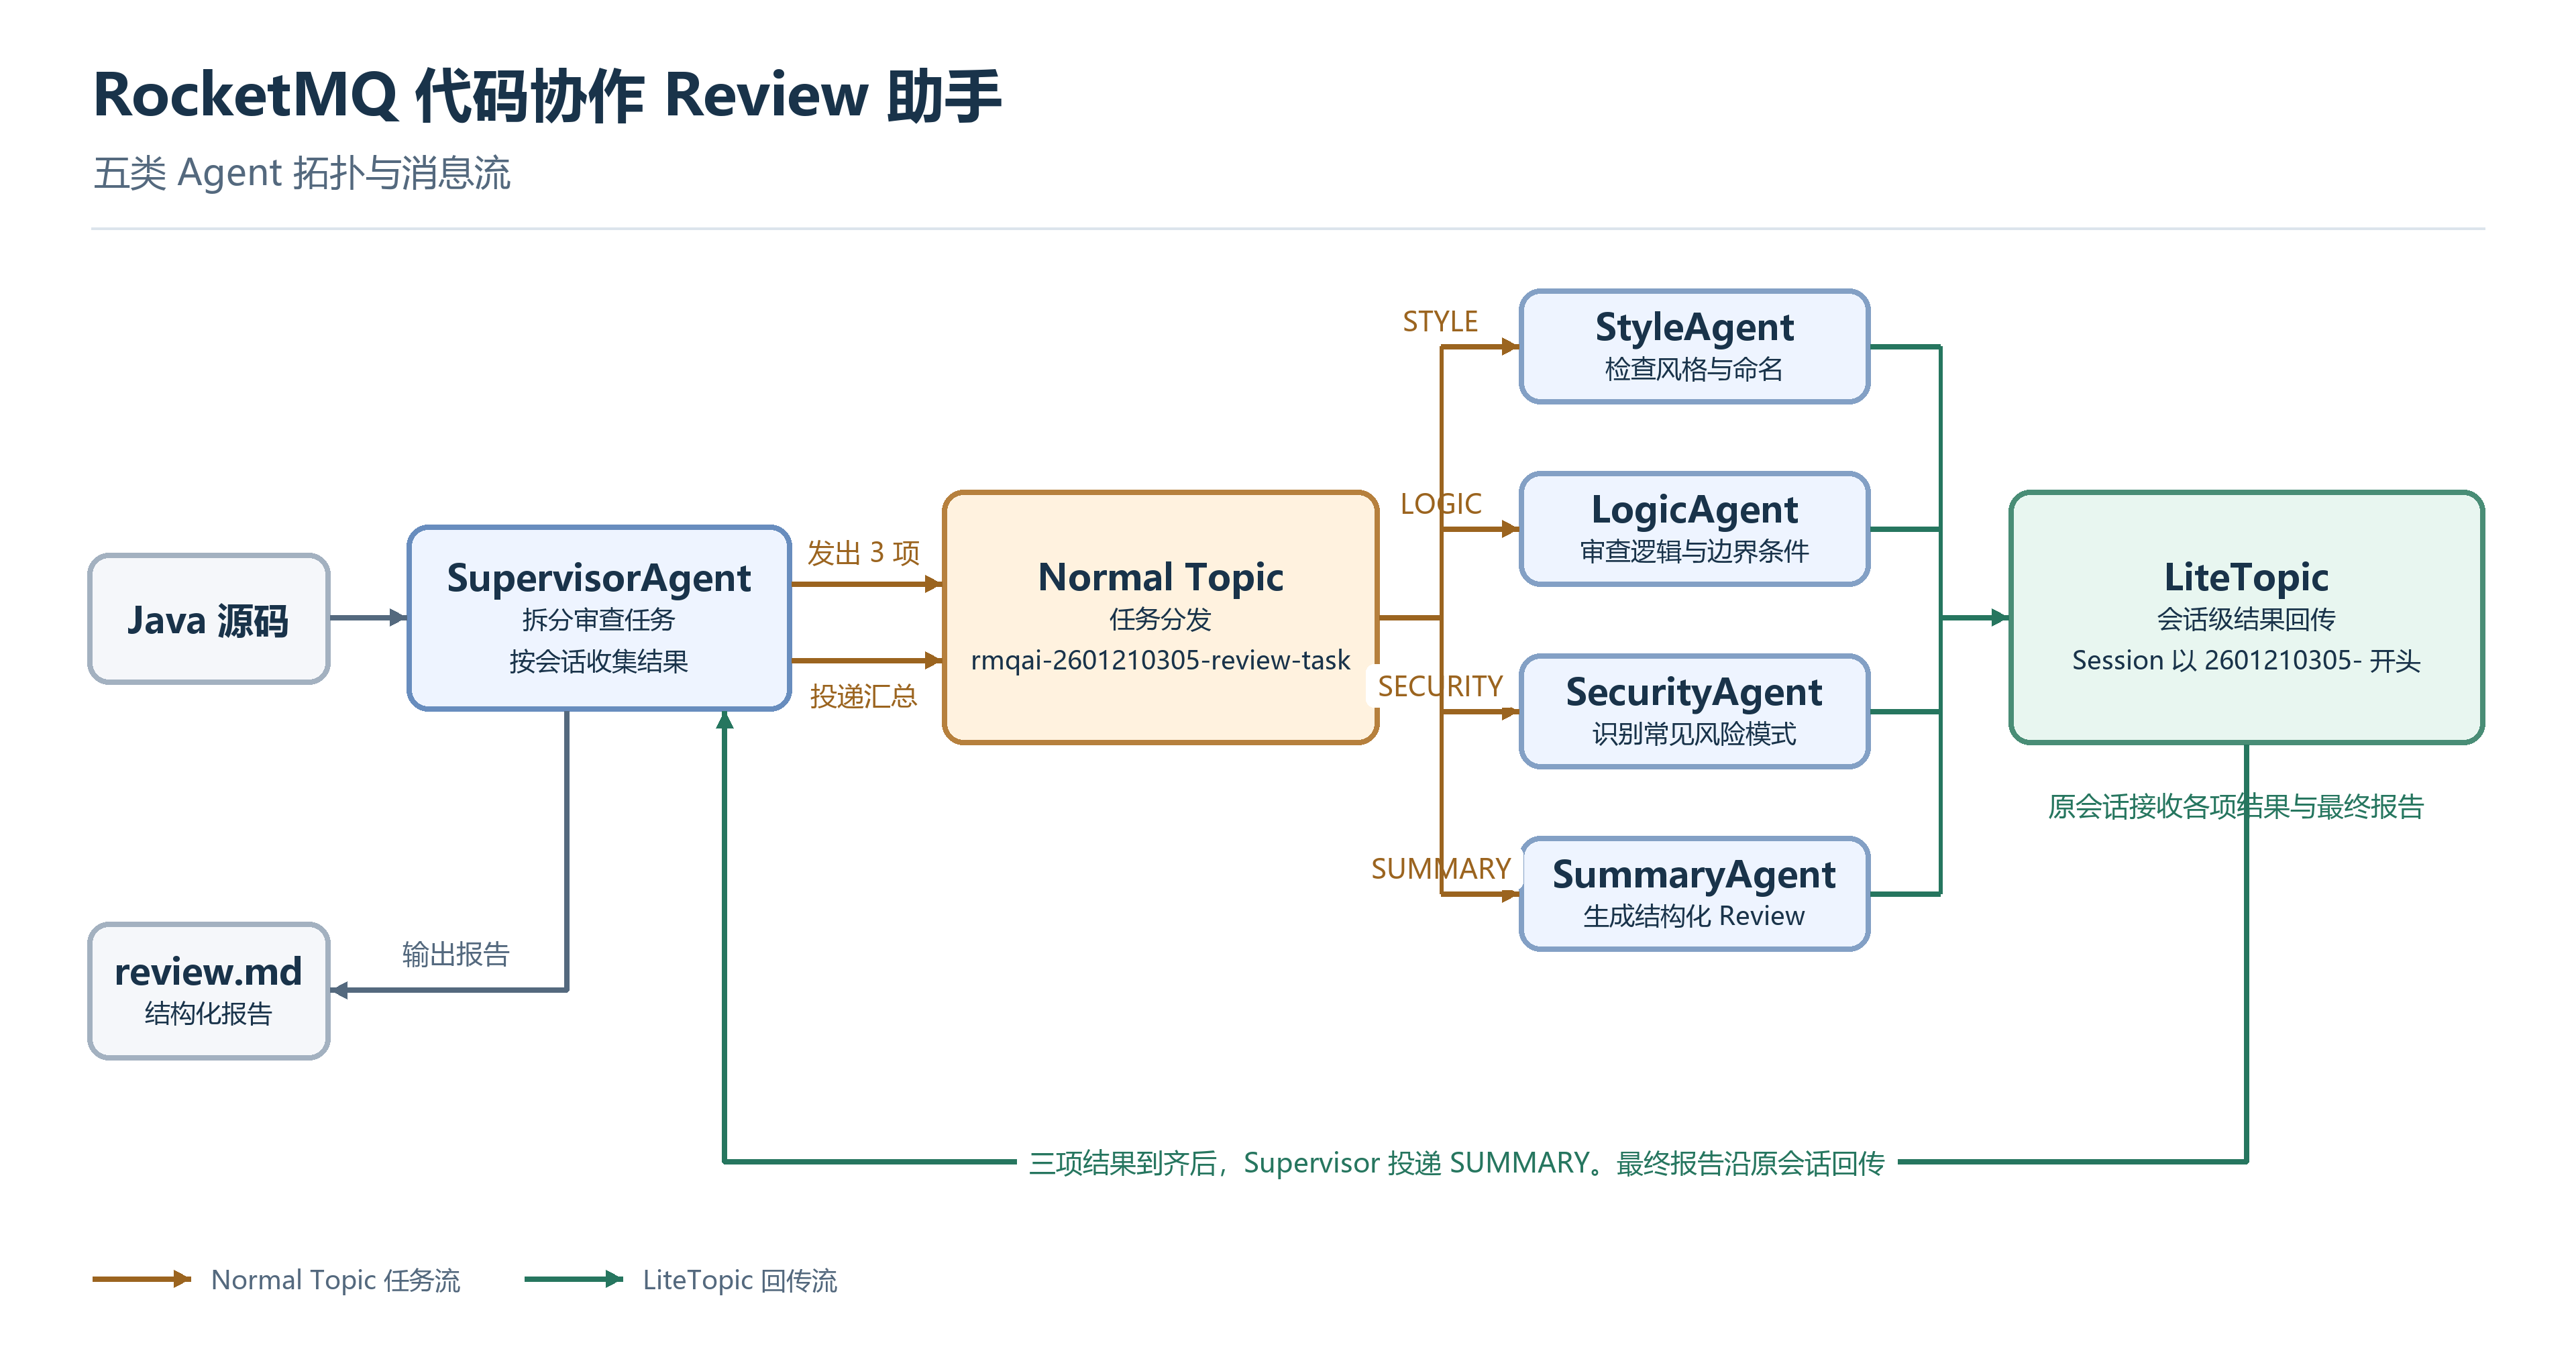 RocketMQ 代码协作 Review 助手
五类 Agent 拓扑与消息流
Java 源码
SupervisorAgent
拆分审查任务
按会话收集结果
发出 3 项
投递汇总
Normal Topic
任务分发
rmqai-2601210305-review-task
STYLE
StyleAgent
检查风格与命名
LOGIC
LogicAgent
审查逻辑与边界条件
SECURITY
SecurityAgent
识别常见风险模式
SUMMARY
SummaryAgent
生成结构化 Review
LiteTopic
会话级结果回传
Session 以 2601210305- 开头
原会话接收各项结果与最终报告
review.md
结构化报告
输出报告
三项结果到齐后，Supervisor 投递 SUMMARY。最终报告沿原会话回传
Normal Topic 任务流
LiteTopic 回传流